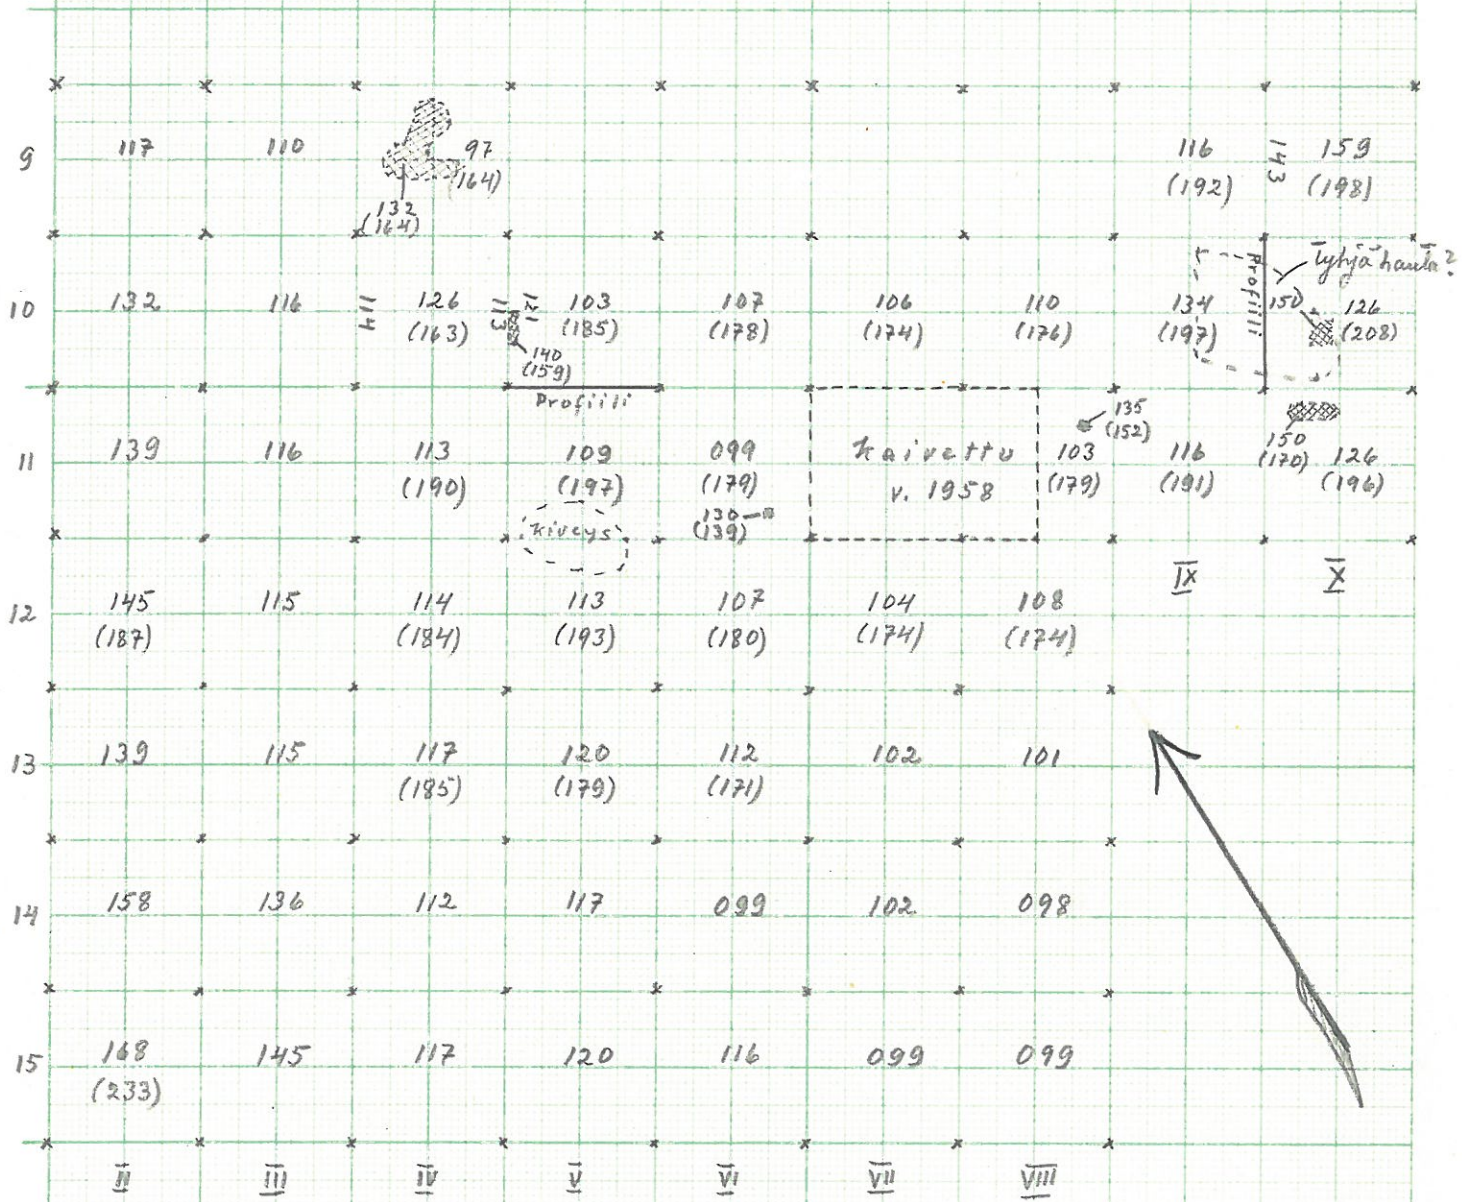 9 117 110 97 116 143 159
(164) (192) (198)
132
(164)
Tyhjä hauta?
10 132 116 114 126 113 121 103 107 106 110 134 Profiili 150 126
(163) (185) (178) (174) (176) (197) (208)
140
(159)
Profiili
135
(152)
11 139 116 113 109 099 Kaivettu 103 116 150 126
(190) (197) (179) v. 1958 (179) (191) (170) (196)
Kiveys 130
(139)
IX X
12 145 115 114 113 107 104 108
(187) (184) (193) (180) (174) (174)
13 139 115 117 120 112 102 101
(185) (179) (171)
14 158 136 112 117 099 102 098
15 168 145 117 120 116 099 099
(233)
II III IV V VI VII VIII